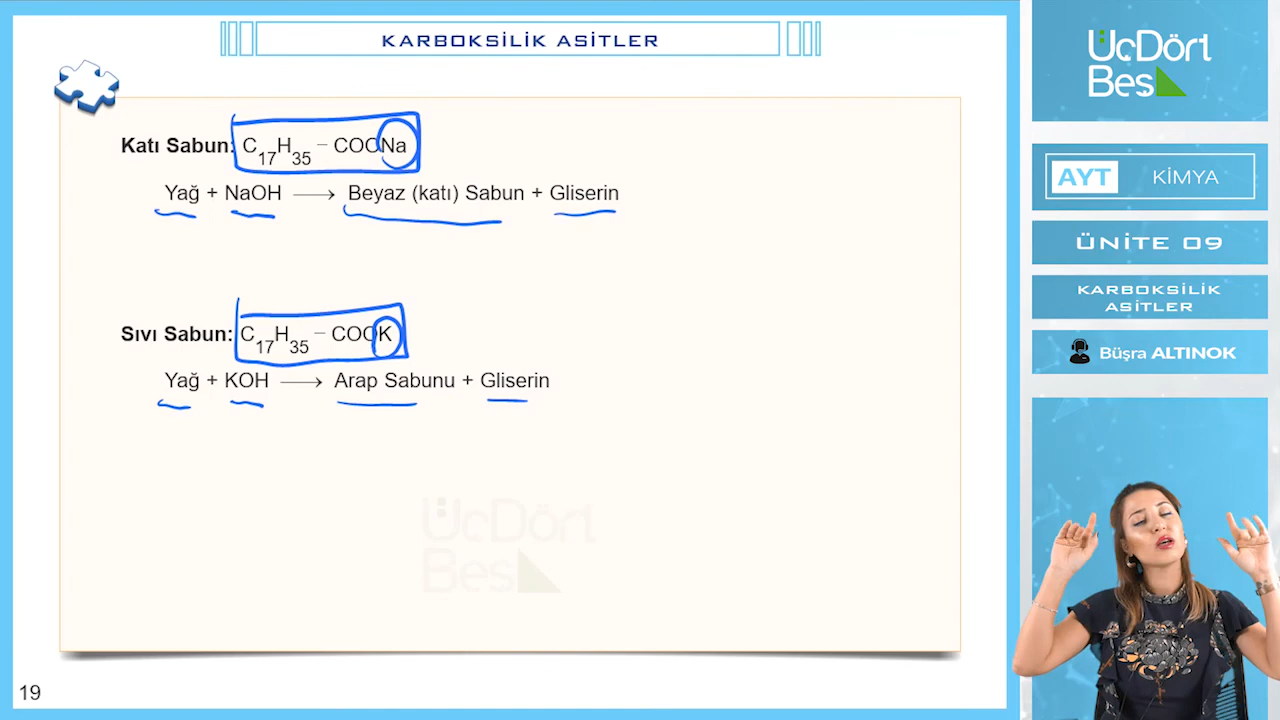 KARBOKSİLİK ASİTLER
Katı Sabun: C17H35 – COONa
Yağ + NaOH ⟶ Beyaz (katı) Sabun + Gliserin
Sıvı Sabun: C17H35 – COOK
Yağ + KOH ⟶ Arap Sabunu + Gliserin
ÜçDört
Beş
19
ÜçDört
Beş
AYT KİMYA
ÜNİTE 09
KARBOKSİLİK
ASİTLER
Büşra ALTINOK